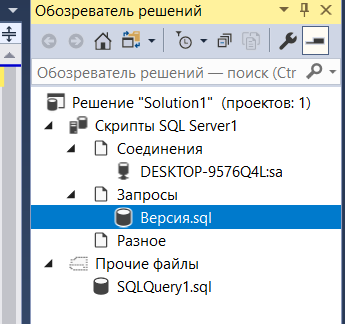 Обозреватель решений
Обозреватель решений — поиск (Ctr
Решение "Solution1" (проектов: 1)
Скрипты SQL Server1
Соединения
DESKTOP-9576Q4L:sa
Запросы
Версия.sql
Разное
Прочие файлы
SQLQuery1.sql